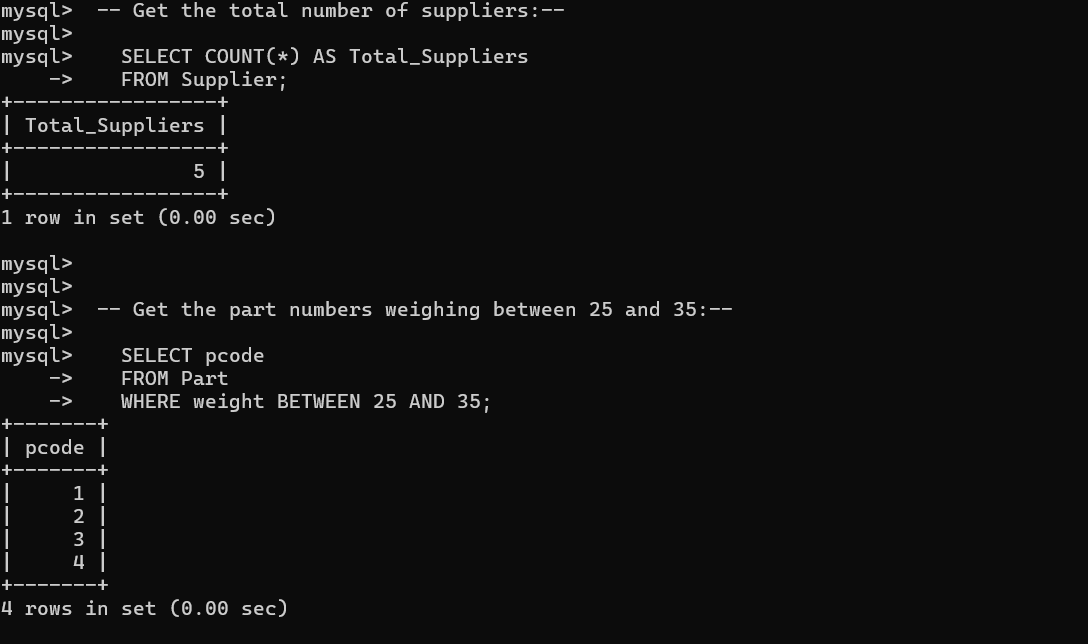 mysql>  -- Get the total number of suppliers:--
mysql>
mysql>    SELECT COUNT(*) AS Total_Suppliers
    ->    FROM Supplier;
+-----------------+
| Total_Suppliers |
+-----------------+
|               5 |
+-----------------+
1 row in set (0.00 sec)

mysql>
mysql>
mysql>  -- Get the part numbers weighing between 25 and 35:--
mysql>
mysql>    SELECT pcode
    ->    FROM Part
    ->    WHERE weight BETWEEN 25 AND 35;
+-------+
| pcode |
+-------+
|     1 |
|     2 |
|     3 |
|     4 |
+-------+
4 rows in set (0.00 sec)